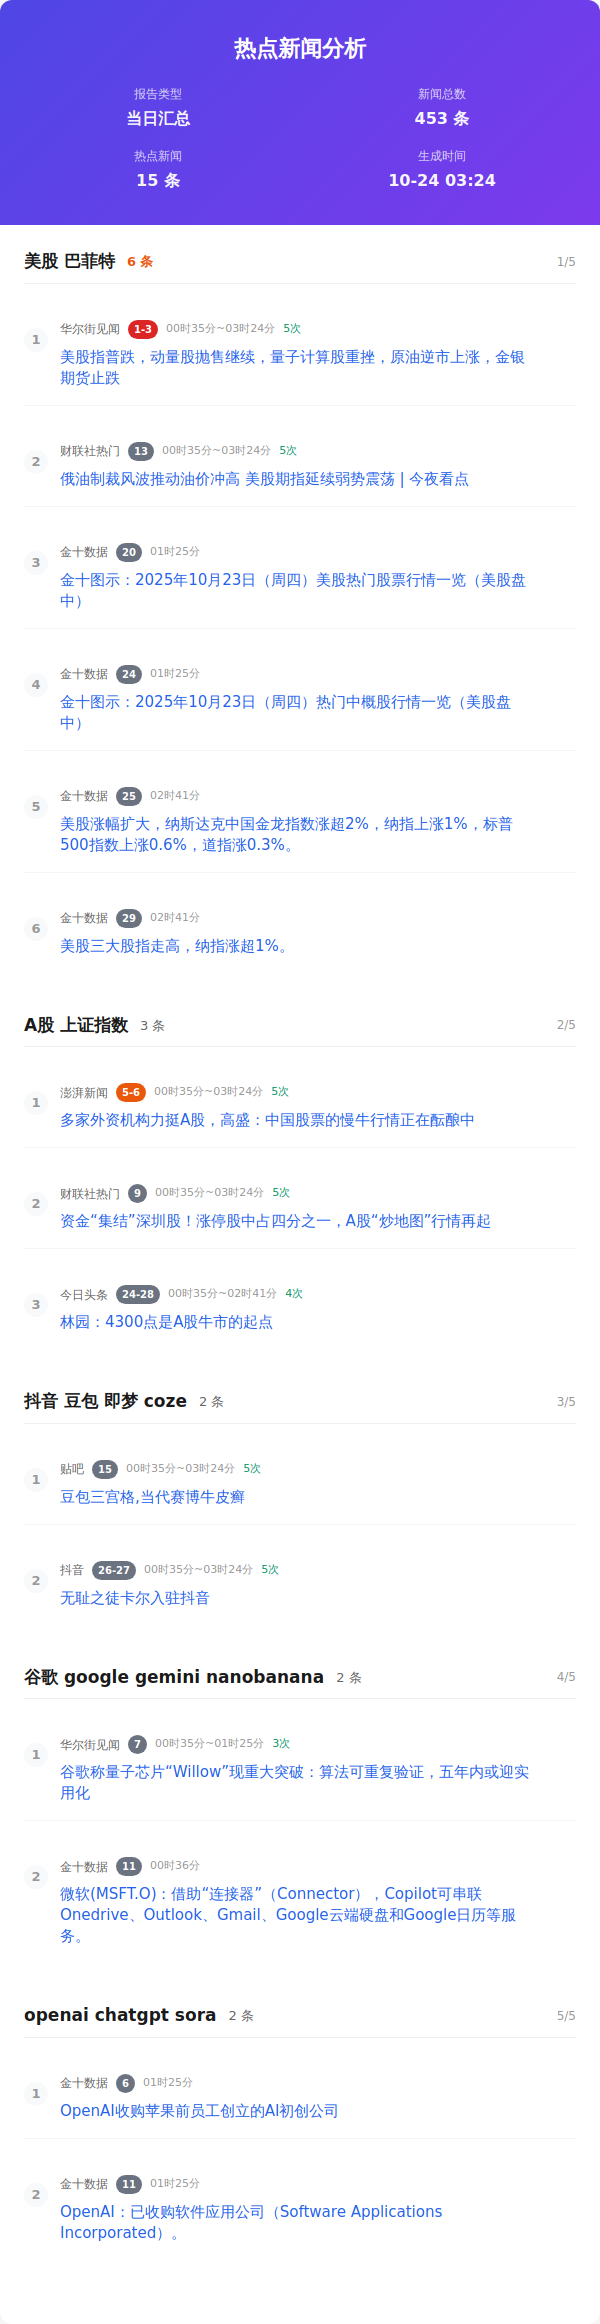 热点新闻分析
报告类型
新闻总数
当日汇总
453 条
热点新闻
生成时间
15 条
10-24 03:24
美股 巴菲特 6 条 1/5
1
华尔街见闻 1-3 00时35分~03时24分 5次
美股指普跌，动量股抛售继续，量子计算股重挫，原油逆市上涨，金银
期货止跌
2
财联社热门 13 00时35分~03时24分 5次
俄油制裁风波推动油价冲高 美股期指延续弱势震荡 | 今夜看点
3
金十数据 20 01时25分
金十图示：2025年10月23日（周四）美股热门股票行情一览（美股盘
中）
4
金十数据 24 01时25分
金十图示：2025年10月23日（周四）热门中概股行情一览（美股盘
中）
5
金十数据 25 02时41分
美股涨幅扩大，纳斯达克中国金龙指数涨超2%，纳指上涨1%，标普
500指数上涨0.6%，道指涨0.3%。
6
金十数据 29 02时41分
美股三大股指走高，纳指涨超1%。
A股 上证指数 3 条 2/5
1
澎湃新闻 5-6 00时35分~03时24分 5次
多家外资机构力挺A股，高盛：中国股票的慢牛行情正在酝酿中
2
财联社热门 9 00时35分~03时24分 5次
资金“集结”深圳股！涨停股中占四分之一，A股“炒地图”行情再起
3
今日头条 24-28 00时35分~02时41分 4次
林园：4300点是A股牛市的起点
抖音 豆包 即梦 coze 2 条 3/5
1
贴吧 15 00时35分~03时24分 5次
豆包三宫格,当代赛博牛皮癣
2
抖音 26-27 00时35分~03时24分 5次
无耻之徒卡尔入驻抖音
谷歌 google gemini nanobanana 2 条 4/5
1
华尔街见闻 7 00时35分~01时25分 3次
谷歌称量子芯片“Willow”现重大突破：算法可重复验证，五年内或迎实
用化
2
金十数据 11 00时36分
微软(MSFT.O)：借助“连接器”（Connector），Copilot可串联
Onedrive、Outlook、Gmail、Google云端硬盘和Google日历等服
务。
openai chatgpt sora 2 条 5/5
1
金十数据 6 01时25分
OpenAI收购苹果前员工创立的AI初创公司
2
金十数据 11 01时25分
OpenAI：已收购软件应用公司（Software Applications
Incorporated）。